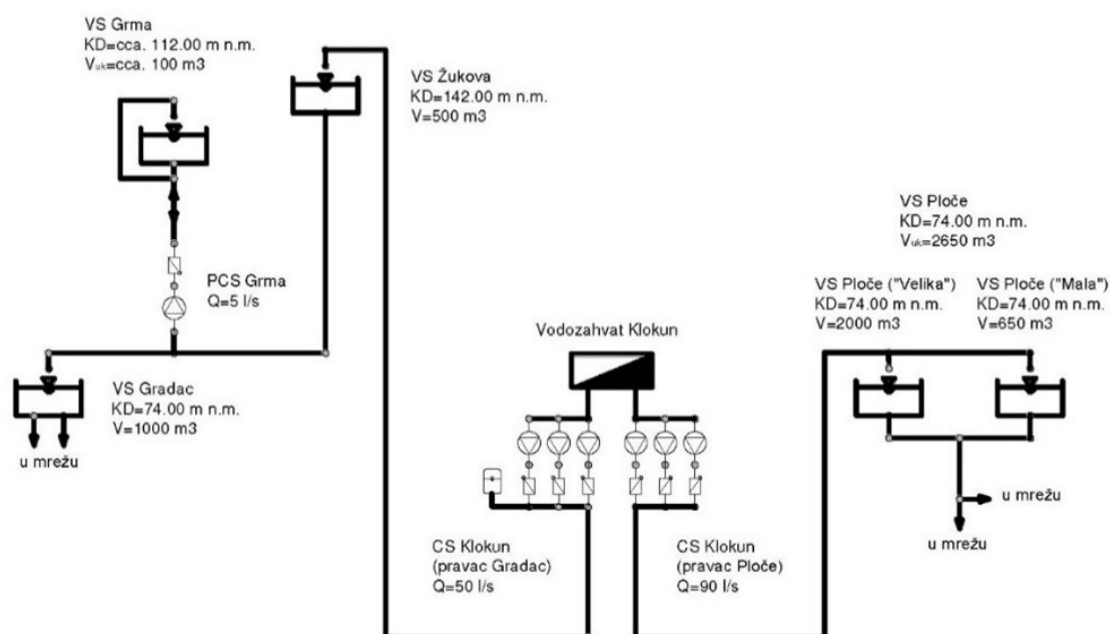 VS Grma
KD=cca. 112.00 m n.m.
Vuk=cca. 100 m3
VS Žukova
KD=142.00 m n.m.
V=500 m3
PCS Grma
Q=5 l/s
VS Gradac
KD=74.00 m n.m.
V=1000 m3
u mrežu
Vodozahvat Klokun
CS Klokun
(pravac Gradac)
Q=50 l/s
CS Klokun
(pravac Ploče)
Q=90 l/s
VS Ploče
KD=74.00 m n.m.
Vuk=2650 m3
VS Ploče ("Velika")
KD=74.00 m n.m.
V=2000 m3
VS Ploče ("Mala")
KD=74.00 m n.m.
V=650 m3
u mrežu
u mrežu